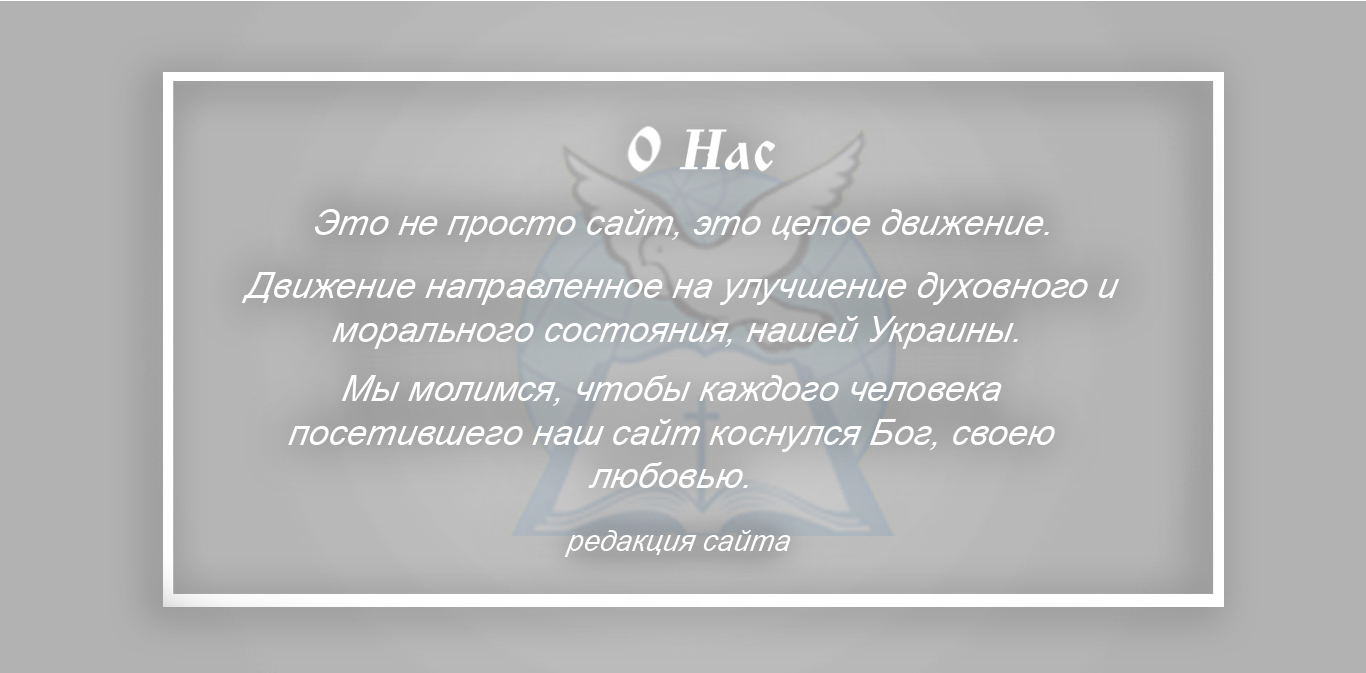 О Нас
Это не просто сайт, это целое движение.
Движение направленное на улучшение духовного и
морального состояния, нашей Украины.
Мы молимся, чтобы каждого человека
посетившего наш сайт коснулся Бог, своею
любовью.
редакция сайта